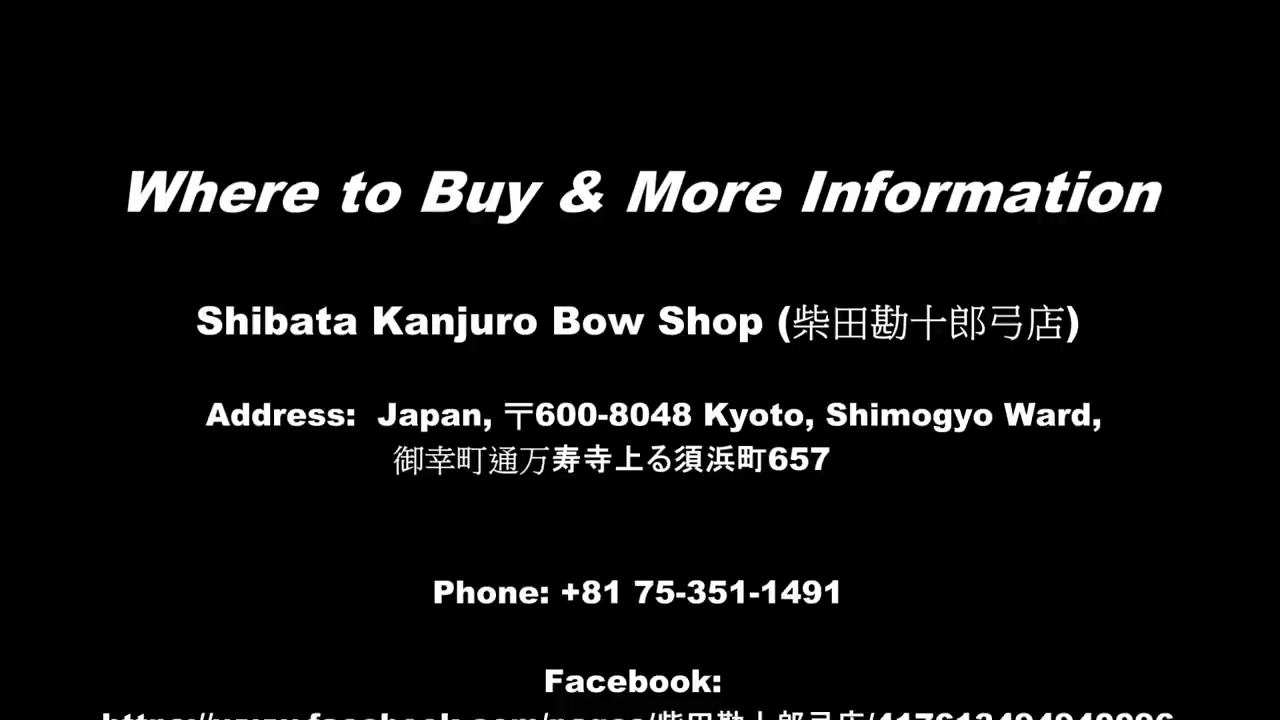 Where to Buy & More Information
Shibata Kanjuro Bow Shop (柴田勘十郎弓店)
Address: Japan, 〒600-8048 Kyoto, Shimogyo Ward,
御幸町通万寿寺上る須浜町657
Phone: +81 75-351-1491
Facebook: